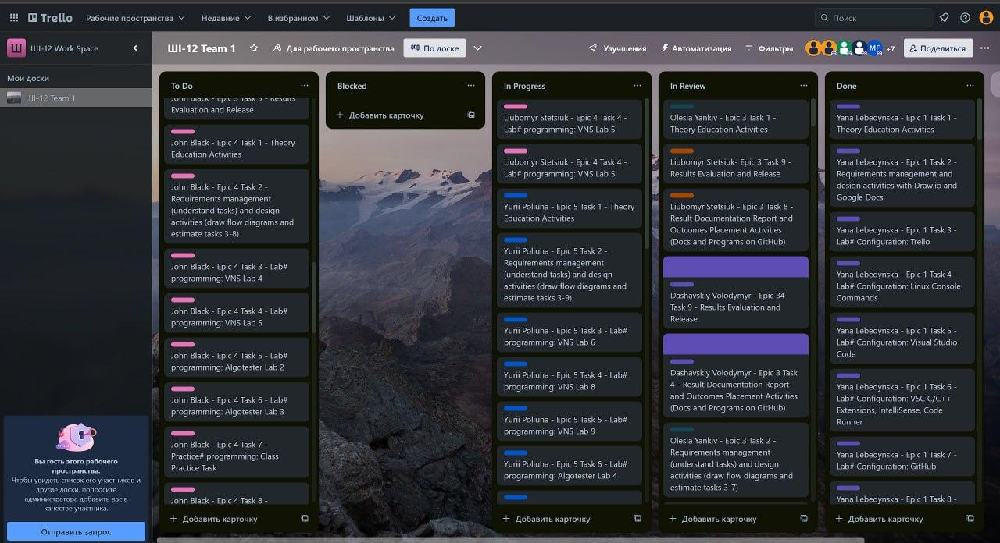 Trello
Рабочие пространства
Недавние
В избранном
Шаблоны
Создать
Поиск
Ш
ШІ-12 Work Space
ШІ-12 Team 1
Для рабочего пространства
По доске
Улучшения
Автоматизация
Фильтры
MF
+7
Поделиться
Мои доски
ШІ-12 Team 1
Вы гость этого рабочего
пространства.
Чтобы увидеть список его участников и
другие доски, попросите
администратора добавить вас в
качестве участника.
Отправить запрос
To Do
John Black - Epic 3 Task 9 - Results
Evaluation and Release
John Black - Epic 4 Task 1 - Theory
Education Activities
John Black - Epic 4 Task 2 -
Requirements management
(understand tasks) and design
activities (draw flow diagrams and
estimate tasks 3-8)
John Black - Epic 4 Task 3 - Lab#
programming: VNS Lab 4
John Black - Epic 4 Task 4 - Lab#
programming: VNS Lab 5
John Black - Epic 4 Task 5 - Lab#
programming: Algotester Lab 2
John Black - Epic 4 Task 6 - Lab#
programming: Algotester Lab 3
John Black - Epic 4 Task 7 -
Practice# programming: Class
Practice Task
John Black - Epic 4 Task 8 -
+ Добавить карточку
Blocked
+ Добавить карточку
In Progress
Liubomyr Stetsiuk - Epic 4 Task 4 -
Lab# programming: VNS Lab 5
Liubomyr Stetsiuk - Epic 4 Task 4 -
Lab# programming: VNS Lab 5
Yurii Poliuha - Epic 5 Task 1 - Theory
Education Activities
Yurii Poliuha - Epic 5 Task 2 -
Requirements management
(understand tasks) and design
activities (draw flow diagrams and
estimate tasks 3-9)
Yurii Poliuha - Epic 5 Task 3 - Lab#
programming: VNS Lab 6
Yurii Poliuha - Epic 5 Task 4 - Lab#
programming: VNS Lab 8
Yurii Poliuha - Epic 5 Task 5 - Lab#
programming: VNS Lab 9
Yurii Poliuha - Epic 5 Task 6 - Lab#
programming: Algotester Lab 4
+ Добавить карточку
In Review
Olesia Yankiv - Epic 3 Task 1 -
Theory Education Activities
Liubomyr Stetsiuk- Epic 3 Task 9 -
Results Evaluation and Release
Liubomyr Stetsiuk - Epic 3 Task 8 -
Result Documentation Report and
Outcomes Placement Activities
(Docs and Programs on GitHub)
Dashavskiy Volodymyr - Epic 34
Task 9 - Results Evaluation and
Release
Dashavskiy Volodymyr - Epic 3 Task
4 - Result Documentation Report
and Outcomes Placement Activities
(Docs and Programs on GitHub)
Olesia Yankiv - Epic 3 Task 2 -
Requirements management
(understand tasks) and design
activities (draw flow diagrams and
estimate tasks 3-7)
+ Добавить карточку
Done
Yana Lebedynska - Epic 1 Task 1 -
Theory Education Activities
Yana Lebedynska - Epic 1 Task 2 -
Requirements management and
design activities with Draw.io and
Google Docs
Yana Lebedynska - Epic 1 Task 3 -
Lab# Configuration: Trello
Yana Lebedynska - Epic 1 Task 4 -
Lab# Configuration: Linux Console
Commands
Yana Lebedynska - Epic 1 Task 5 -
Lab# Configuration: Visual Studio
Code
Yana Lebedynska - Epic 1 Task 6 -
Lab# Configuration: VSC C/C++
Extensions, IntelliSense, Code
Runner
Yana Lebedynska - Epic 1 Task 7 -
Lab# Configuration: GitHub
Yana Lebedynska - Epic 1 Task 8 -
+ Добавить карточку